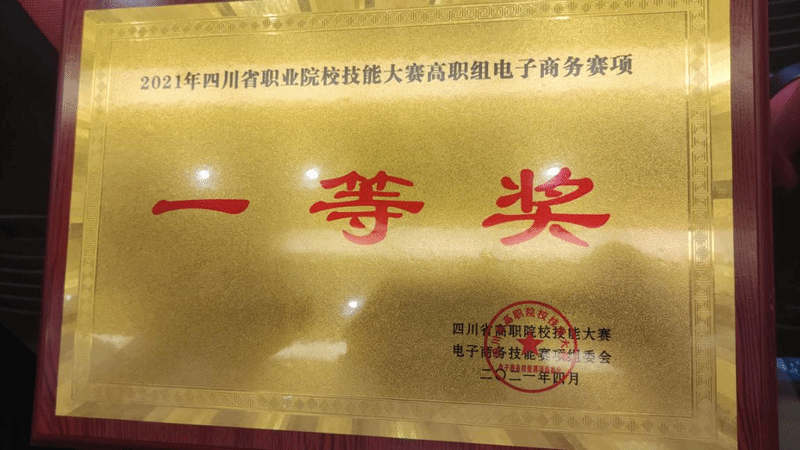 2021年四川省职业院校技能大赛高职组电子商务赛项
一等奖
四川省高职院校技能大赛
电子商务技能赛项组委会
二〇二一年四月